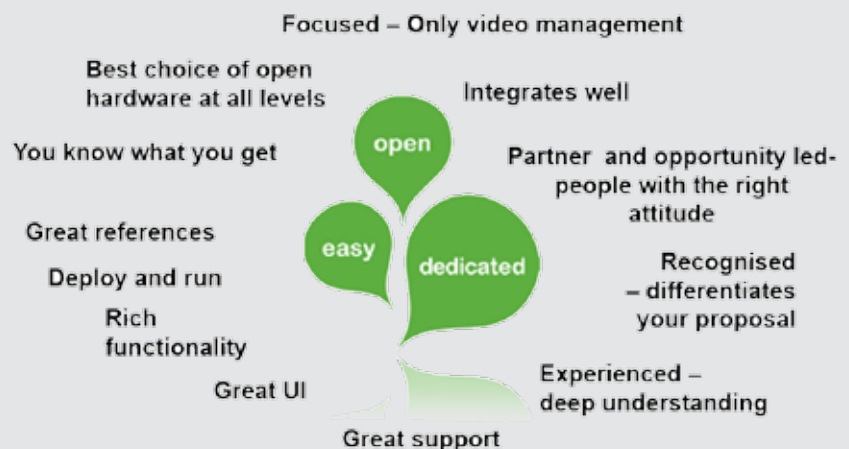 Focused – Only video management
Best choice of open
hardware at all levels
Integrates well
open
You know what you get
Partner and opportunity led-
people with the right
attitude
Great references
easy
dedicated
Deploy and run
Recognised
– differentiates
your proposal
Rich
functionality
Great UI
Experienced –
deep understanding
Great support